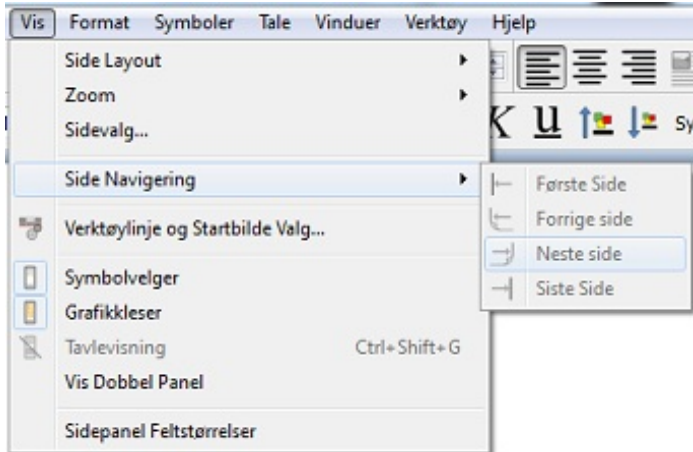 Vis Format Symboler Tale Vinduer Verktøy Hjelp
Side Layout
Zoom
Sidevalg...
K U Sy
Side Navigering
Første Side
Forrige side
Neste side
Siste Side
Verktøylinje og Startbilde Valg...
Symbolvelger
Grafikkleser
Tavlevisning Ctrl+Shift+G
Vis Dobbel Panel
Sidepanel Feltstørrelser